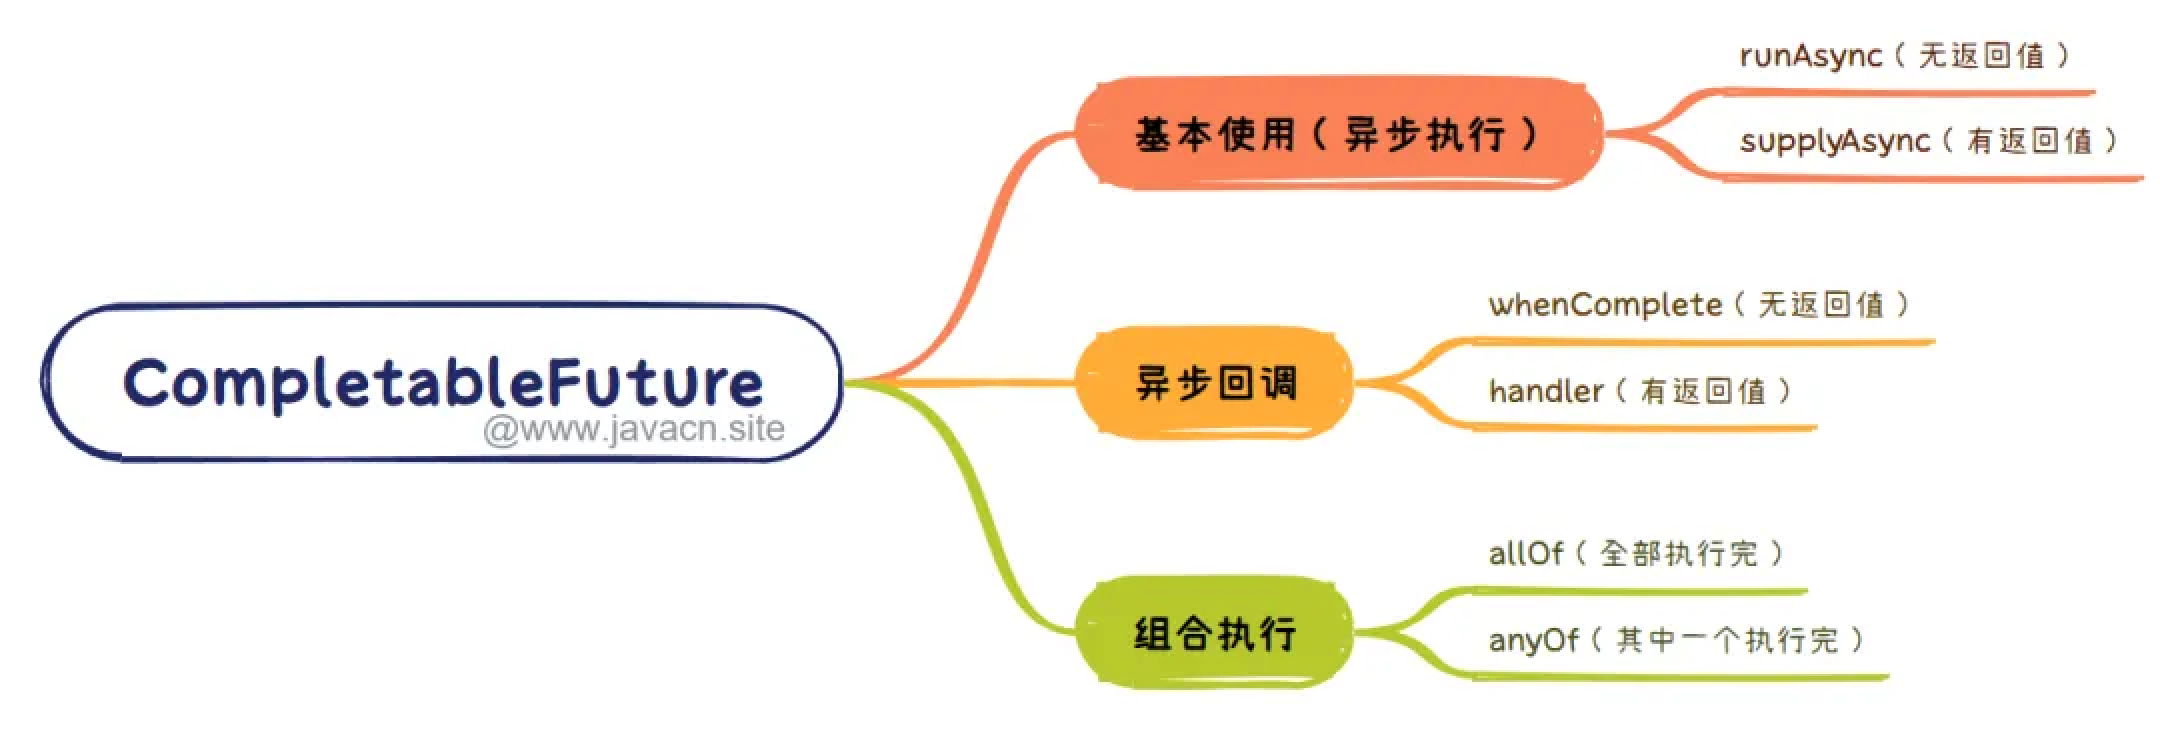 CompletableFuture
@www.javacn.site
基本使用（异步执行）
runAsync（无返回值）
supplyAsync（有返回值）
异步回调
whenComplete（无返回值）
handler（有返回值）
组合执行
allOf（全部执行完）
anyOf（其中一个执行完）